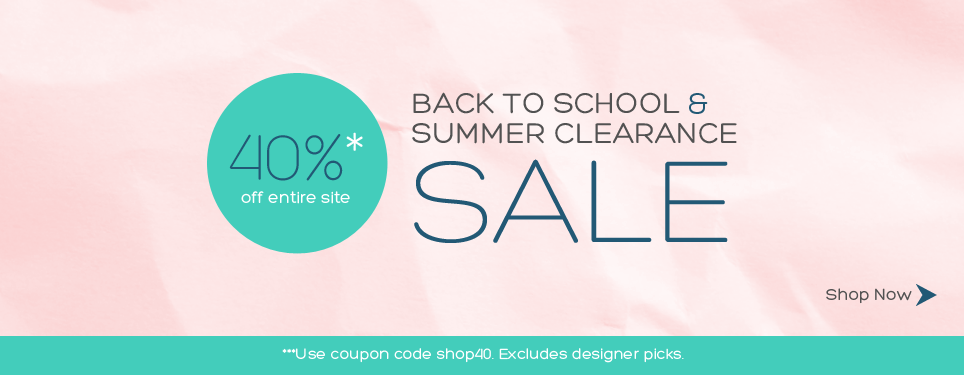 40%*
off entire site
BACK TO SCHOOL &
SUMMER CLEARANCE
SALE
Shop Now
***Use coupon code shop40. Excludes designer picks.